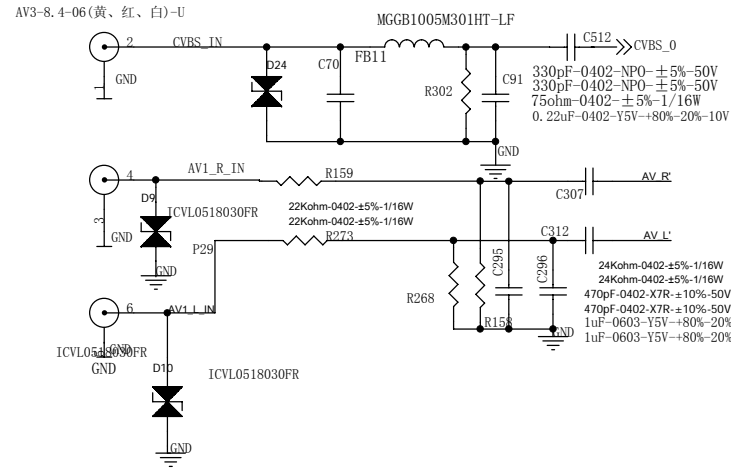 AV3-8.4-06(黄、红、白)-U
MGGB1005M301HT-LF
2
CVBS_IN
C512
CVBS_0
D24
C70
FB11
C91
R302
1
GND
330pF-0402-NPO-±5%-50V
330pF-0402-NPO-±5%-50V
75ohm-0402-±5%-1/16W
0.22uF-0402-Y5V-+80%-20%-10V
GND
4
AV1_R_IN
R159
AV_R'
C307
D9
ICVL0518030FR
3
GND
22Kohm-0402-±5%-1/16W
22Kohm-0402-±5%-1/16W
R273
C312
AV_L'
P29
GND
C295
C296
24Kohm-0402-±5%-1/16W
24Kohm-0402-±5%-1/16W
470pF-0402-X7R-±10%-50V
470pF-0402-X7R-±10%-50V
1uF-0603-Y5V-+80%-20%
1uF-0603-Y5V-+80%-20%
R268
R158
GND
6
AV1_L_IN
ICVL0518030FR
GND
GND
D10
ICVL0518030FR
GND